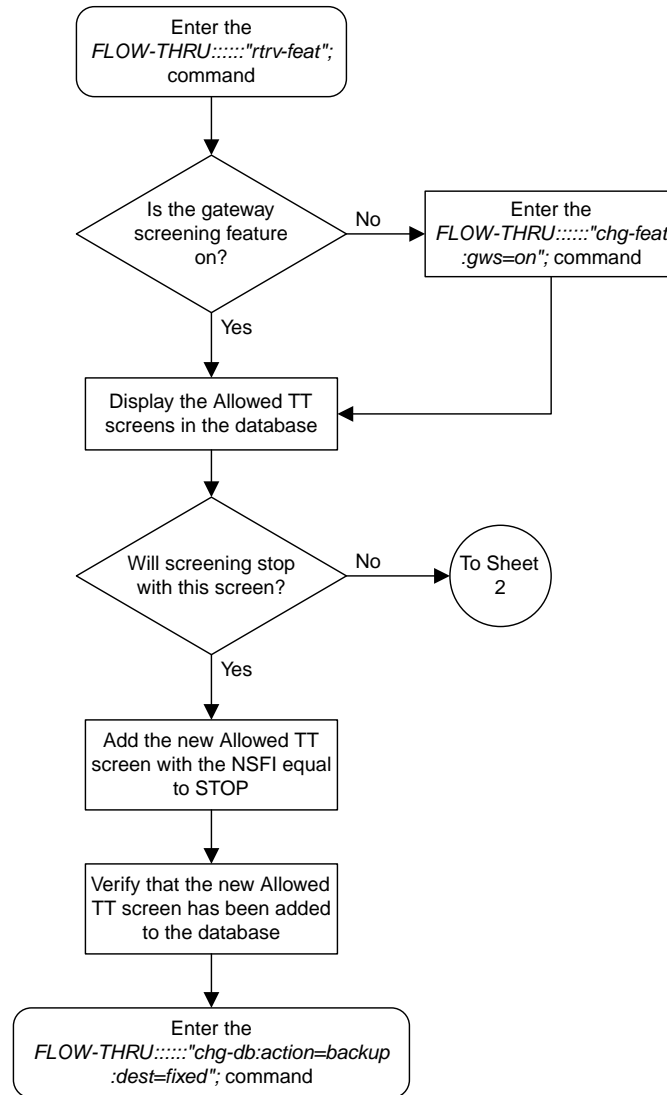 Enter the
FLOW-THRU::::::"rtrv-feat";
command
Is the gateway
screening feature
on?
No
Enter the
FLOW-THRU::::::"chg-feat
:gws=on"; command
Yes
Display the Allowed TT
screens in the database
Will screening stop
with this screen?
No
To Sheet
2
Yes
Add the new Allowed TT
screen with the NSFI equal
to STOP
Verify that the new Allowed
TT screen has been added
to the database
Enter the
FLOW-THRU::::::"chg-db:action=backup
:dest=fixed"; command